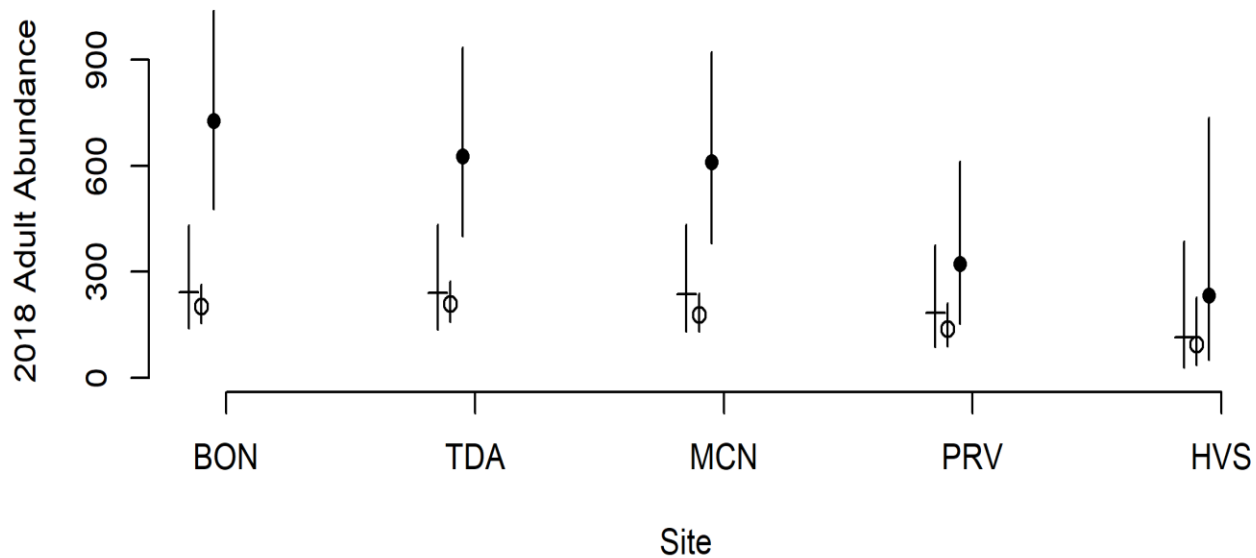 2018 Adult Abundance
900
600
300
0
BON TDA MCN PRV HVS
Site